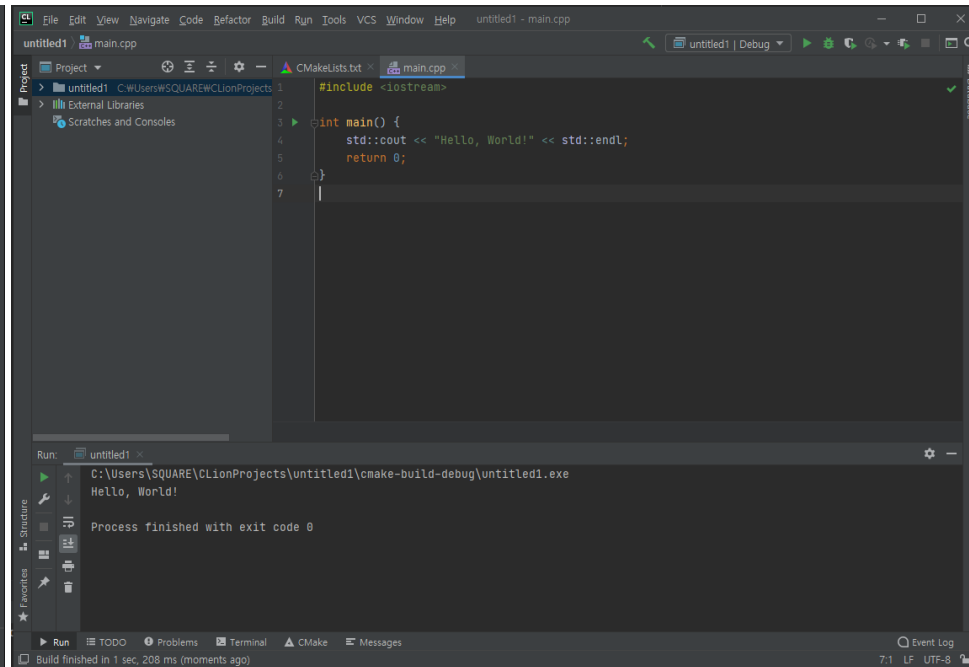 CL File Edit View Navigate Code Refactor Build Run Tools VCS Window Help untitled1 - main.cpp
untitled1 main.cpp untitled1 | Debug
Project
Project CMakeLists.txt main.cpp
untitled1 C:₩Users₩SQUARE₩CLionProjects
External Libraries
Scratches and Consoles
1 #include <iostream>
2
3 int main() {
4 std::cout << "Hello, World!" << std::endl;
5 return 0;
6 }
7
Run: untitled1
C:\Users\SQUARE\CLionProjects\untitled1\cmake-build-debug\untitled1.exe
Hello, World!
Process finished with exit code 0
Structure
Favorites
Run TODO Problems Terminal CMake Messages Event Log
Build finished in 1 sec, 208 ms (moments ago) 7:1 LF UTF-8